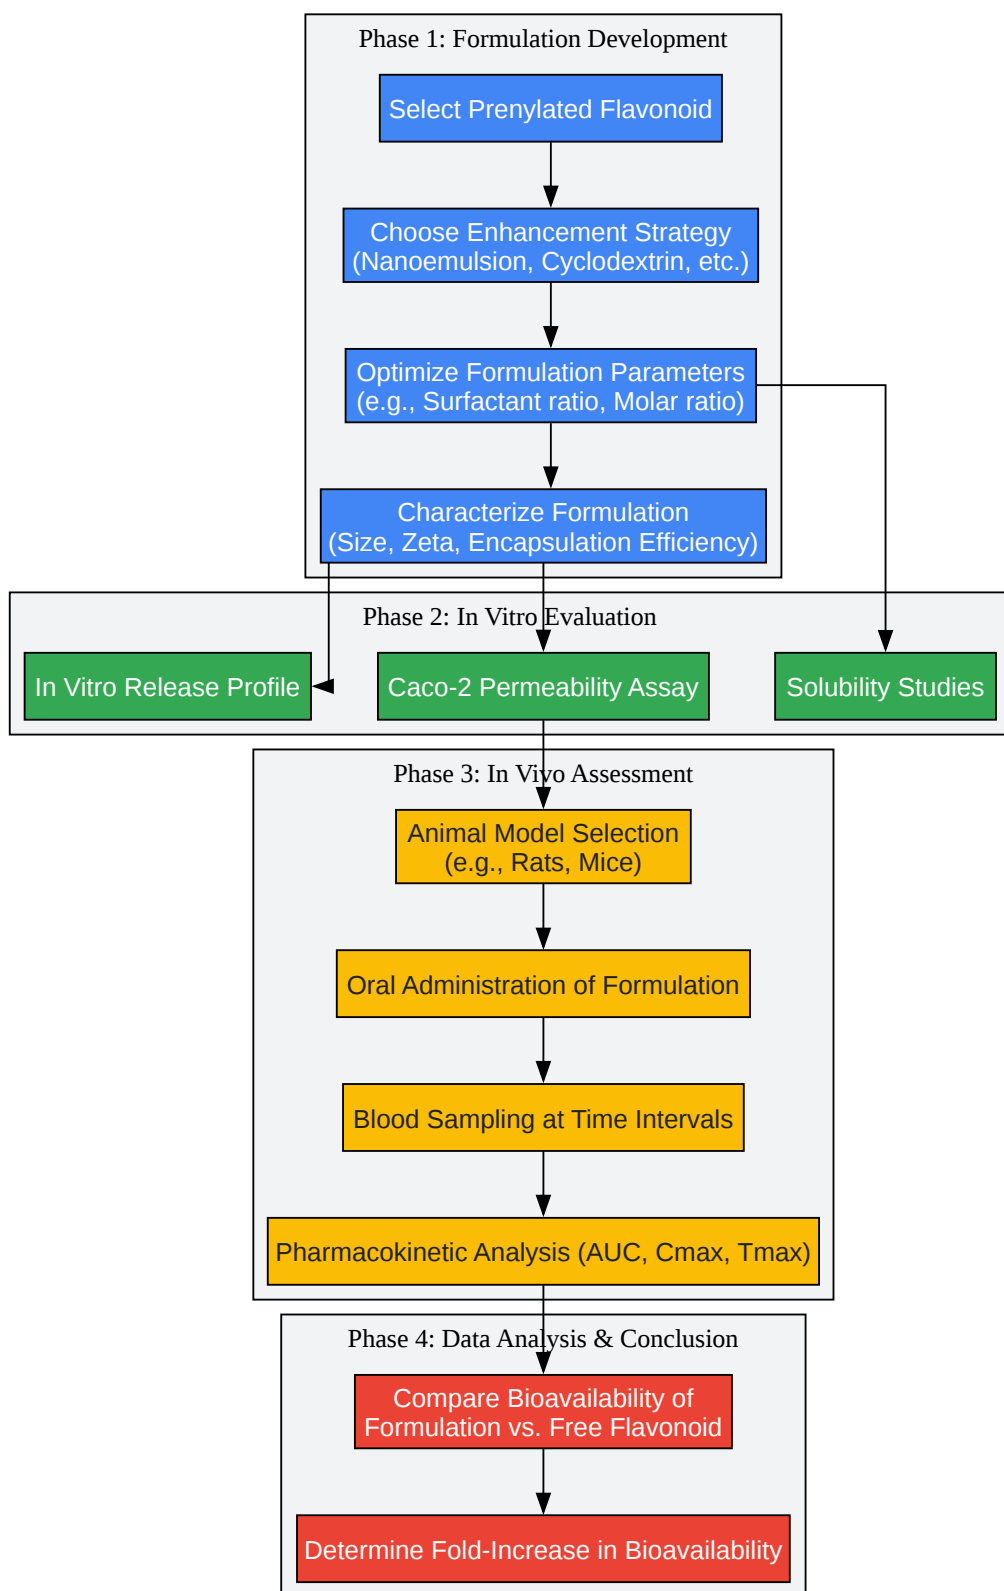 Phase 1: Formulation Development
Select Prenylated Flavonoid
Choose Enhancement Strategy
(Nanoemulsion, Cyclodextrin, etc.)
Optimize Formulation Parameters
(e.g., Surfactant ratio, Molar ratio)
Characterize Formulation
(Size, Zeta, Encapsulation Efficiency)
Phase 2: In Vitro Evaluation
In Vitro Release Profile
Caco-2 Permeability Assay
Solubility Studies
Phase 3: In Vivo Assessment
Animal Model Selection
(e.g., Rats, Mice)
Oral Administration of Formulation
Blood Sampling at Time Intervals
Pharmacokinetic Analysis (AUC, Cmax, Tmax)
Phase 4: Data Analysis & Conclusion
Compare Bioavailability of
Formulation vs. Free Flavonoid
Determine Fold-Increase in Bioavailability